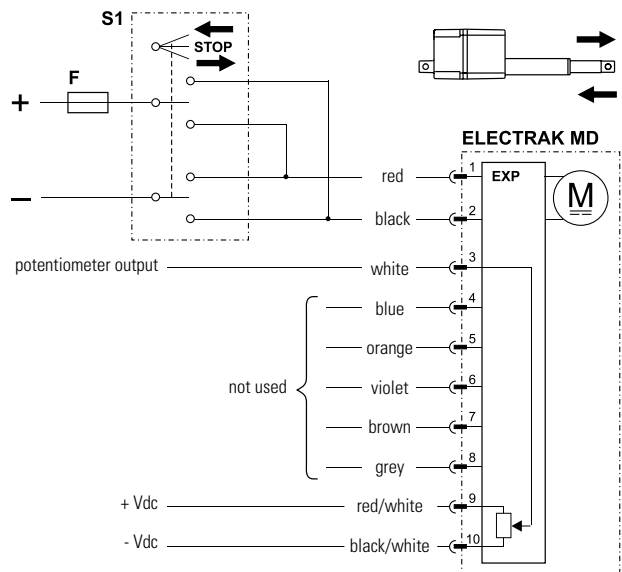 S1
STOP
F
+
−
ELECTRAK MD
EXP
M
red 1
black 2
potentiometer output white 3
blue 4
orange 5
not used violet 6
brown 7
grey 8
+ Vdc red/white 9
- Vdc black/white 10